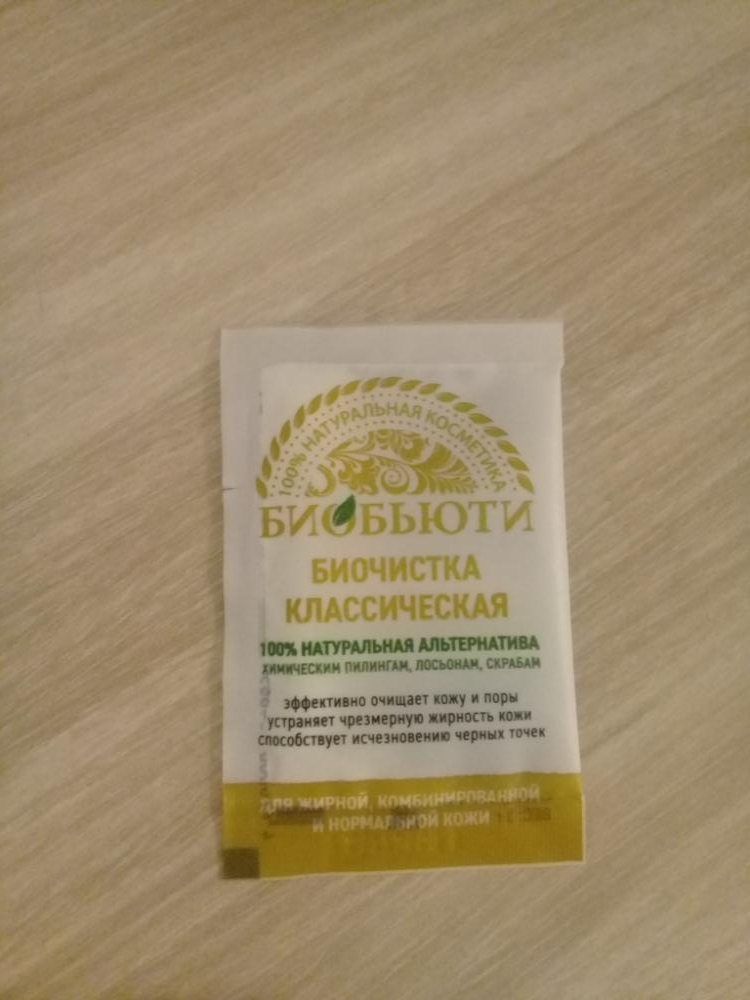 100% НАТУРАЛЬНАЯ КОСМЕТИКА
БИОБЬЮТИ
БИОЧИСТКА
КЛАССИЧЕСКАЯ
100% НАТУРАЛЬНАЯ АЛЬТЕРНАТИВА
ХИМИЧЕСКИМ ПИЛИНГАМ, ЛОСЬОНАМ, СКРАБАМ
эффективно очищает кожу и поры
устраняет чрезмерную жирность кожи
способствует исчезновению черных точек
ДЛЯ ЖИРНОЙ, КОМБИНИРОВАННОЙ
И НОРМАЛЬНОЙ КОЖИ